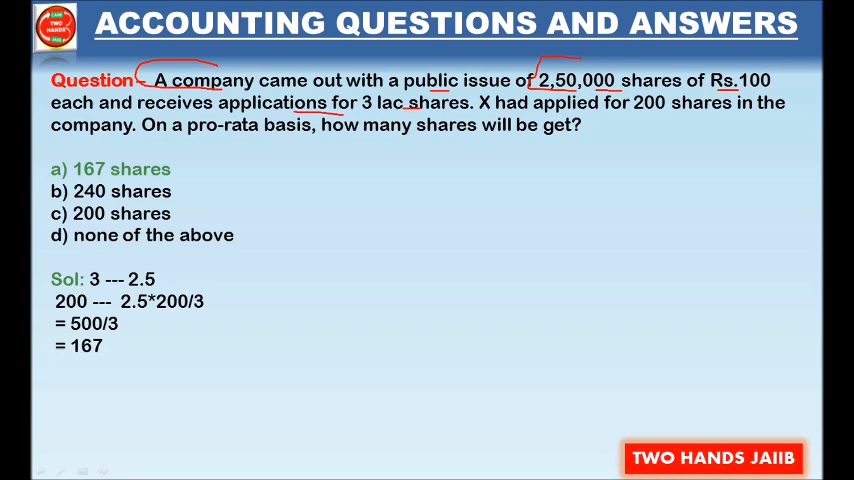 ACCOUNTING QUESTIONS AND ANSWERS
TWO
HANDS
Question– A company came out with a public issue of 2,50,000 shares of Rs.100
each and receives applications for 3 lac shares. X had applied for 200 shares in the
company. On a pro-rata basis, how many shares will be get?
a) 167 shares
b) 240 shares
c) 200 shares
d) none of the above
Sol: 3 --- 2.5
200 --- 2.5*200/3
= 500/3
= 167
TWO HANDS JAIIB